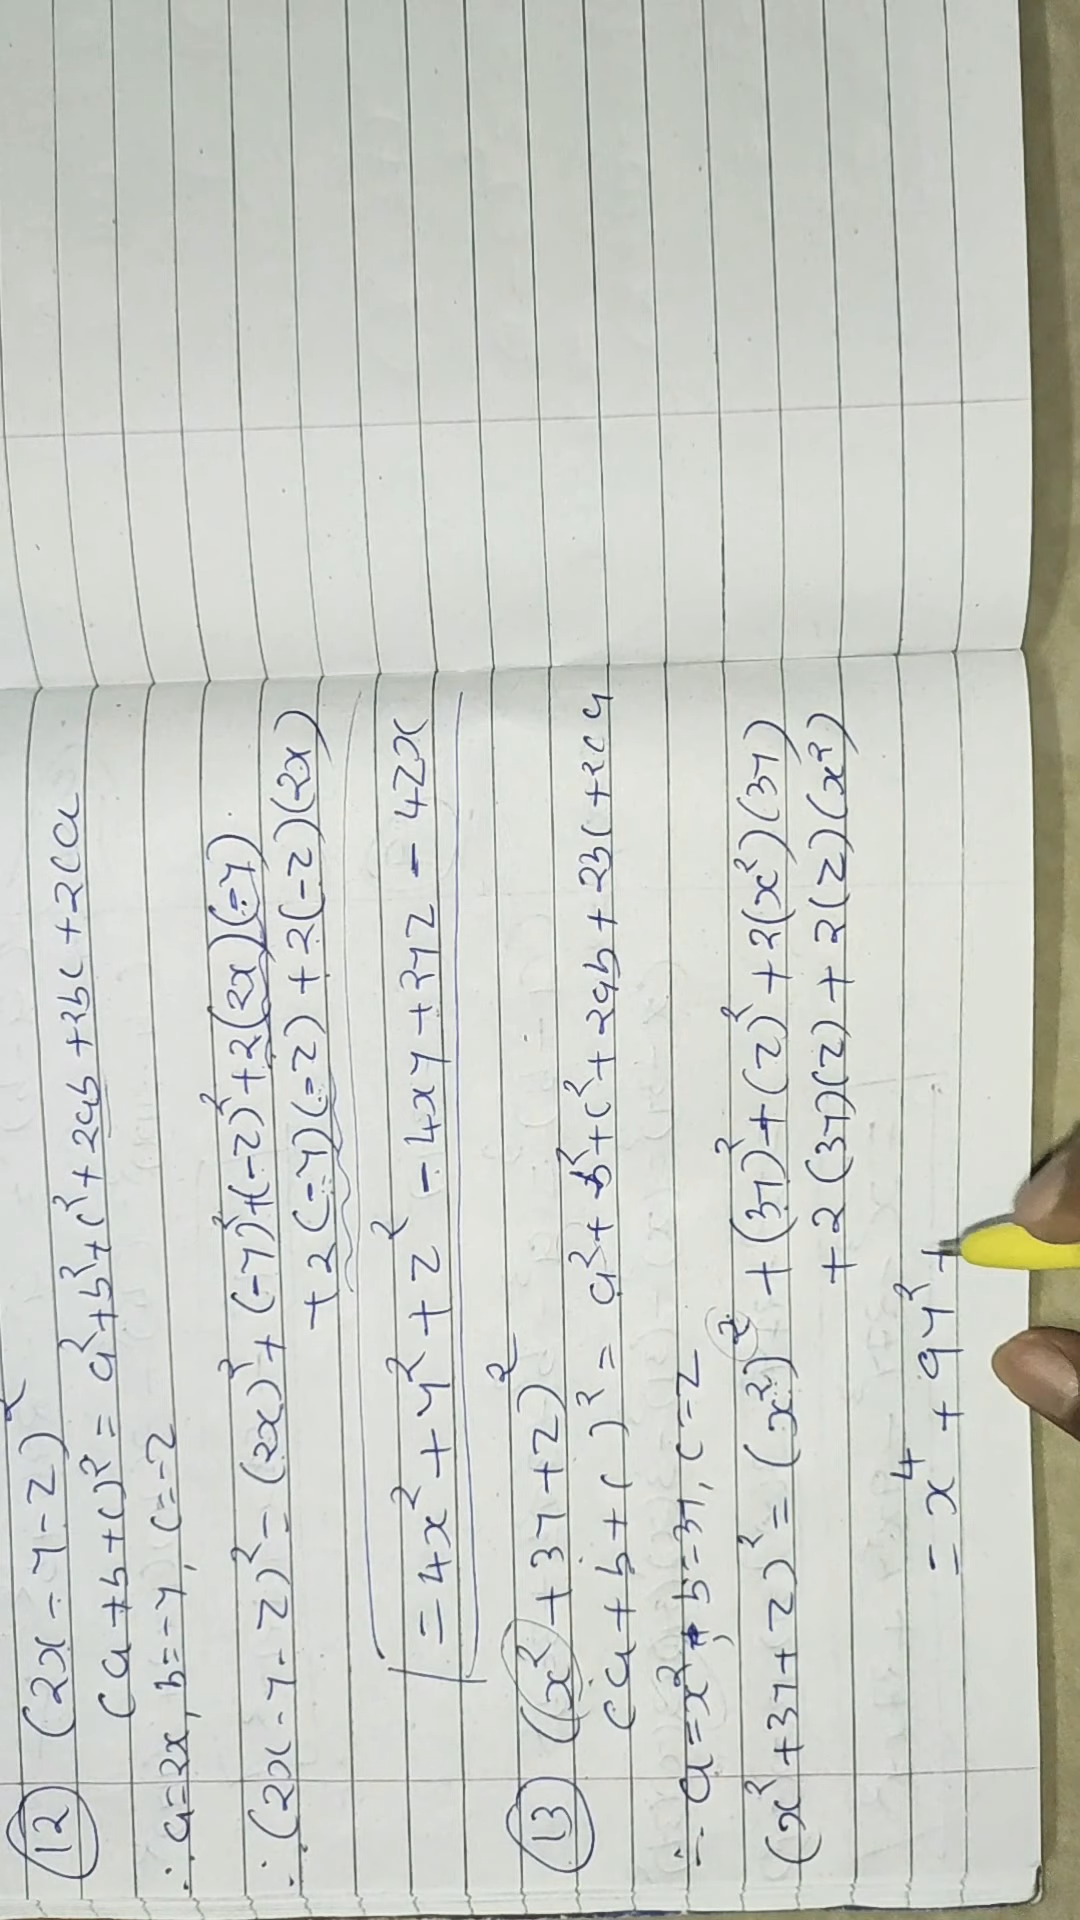 (12) (2x - y - z)²
(a + b + c)² = a² + b² + c² + 2ab + 2bc + 2ca
∴ a = 2x, b = -y, c = -z
∴ (2x - y - z)² = (2x)² + (-y)² + (-z)² + 2(2x)(-y)
+ 2(-y)(-z) + 2(-z)(2x)
= 4x² + y² + z² - 4xy + 2yz - 4zx
(13) (x² + 3y + z)²
(a + b + c)² = a² + b² + c² + 2ab + 2bc + 2ca
∴ a = x², b = 3y, c = z
(x² + 3y + z)² = (x²)² + (3y)² + (z)² + 2(x²)(3y)
+ 2(3y)(z) + 2(z)(x²)
= x⁴ + 9y² +